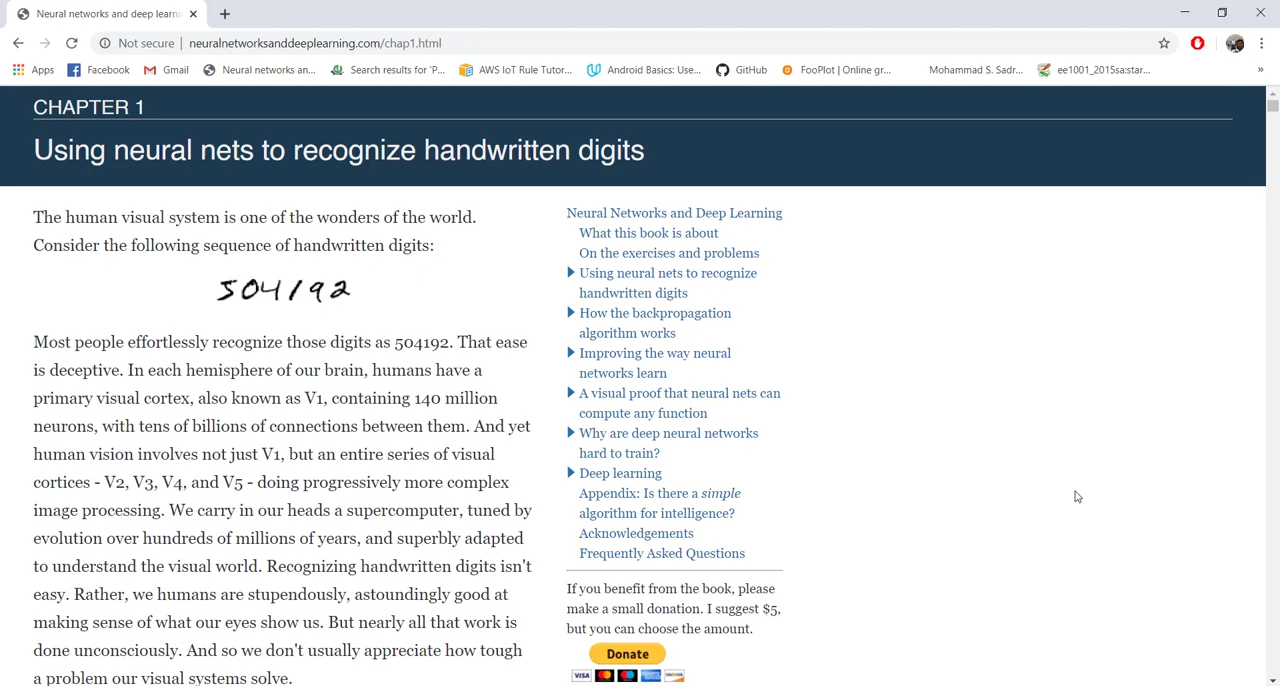 Neural networks and deep learni
Not secure
neuralnetworksanddeeplearning.com/chap1.html
Apps
Facebook
Gmail
Neural networks an...
Search results for 'P...
AWS IoT Rule Tutor...
Android Basics: Use...
GitHub
FooPlot | Online gr...
Mohammad S. Sadr...
ee1001_2015sa:star...
»
CHAPTER 1
Using neural nets to recognize handwritten digits
The human visual system is one of the wonders of the world.
Consider the following sequence of handwritten digits:
504192
Most people effortlessly recognize those digits as 504192. That ease
is deceptive. In each hemisphere of our brain, humans have a
primary visual cortex, also known as V1, containing 140 million
neurons, with tens of billions of connections between them. And yet
human vision involves not just V1, but an entire series of visual
cortices - V2, V3, V4, and V5 - doing progressively more complex
image processing. We carry in our heads a supercomputer, tuned by
evolution over hundreds of millions of years, and superbly adapted
to understand the visual world. Recognizing handwritten digits isn't
easy. Rather, we humans are stupendously, astoundingly good at
making sense of what our eyes show us. But nearly all that work is
done unconsciously. And so we don't usually appreciate how tough
a problem our visual systems solve.
Neural Networks and Deep Learning
What this book is about
On the exercises and problems
Using neural nets to recognize
handwritten digits
How the backpropagation
algorithm works
Improving the way neural
networks learn
A visual proof that neural nets can
compute any function
Why are deep neural networks
hard to train?
Deep learning
Appendix: Is there a simple
algorithm for intelligence?
Acknowledgements
Frequently Asked Questions
If you benefit from the book, please
make a small donation. I suggest $5,
but you can choose the amount.
Donate
VISA